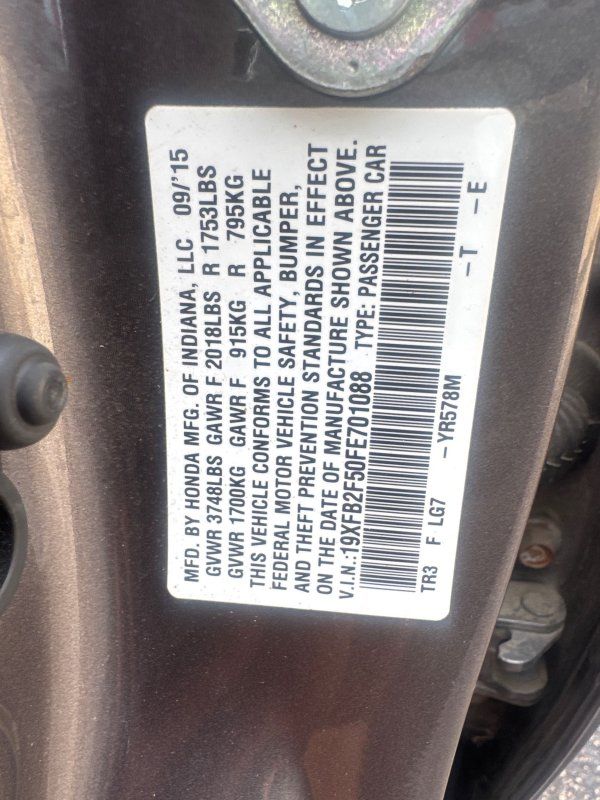 MFD. BY HONDA MFG. OF INDIANA, LLC 09/'15
GVWR 3748LBS GAWR F 2018LBS R 1753LBS
GVWR 1700KG GAWR F 915KG R 795KG
THIS VEHICLE CONFORMS TO ALL APPLICABLE
FEDERAL MOTOR VEHICLE SAFETY, BUMPER,
AND THEFT PREVENTION STANDARDS IN EFFECT
ON THE DATE OF MANUFACTURE SHOWN ABOVE.
V.I.N.:19XFB2F50FE701088 TYPE: PASSENGER CAR
TR3 F LG7 -YR578M -T -E